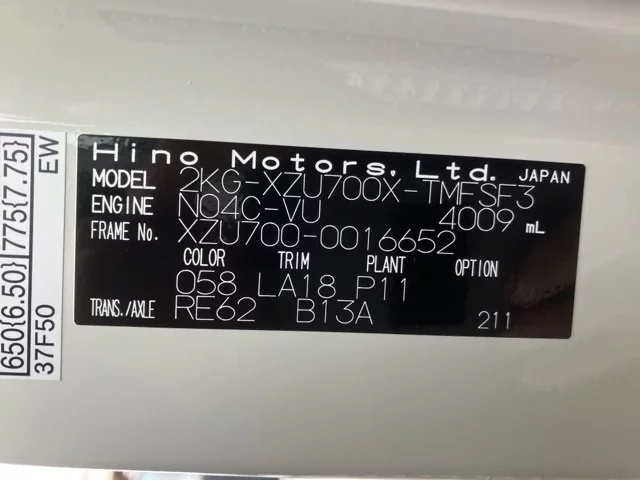 Hino Motors, Ltd. JAPAN
MODEL 2KG-XZU700X-TMFSF3
ENGINE N04C-VU 4009 mL
FRAME No. XZU700-0016652
COLOR TRIM PLANT OPTION
058 LA18 P11
TRANS./AXLE RE62 B13A 211
650{6.50} 775{7.75}
37F50 EW